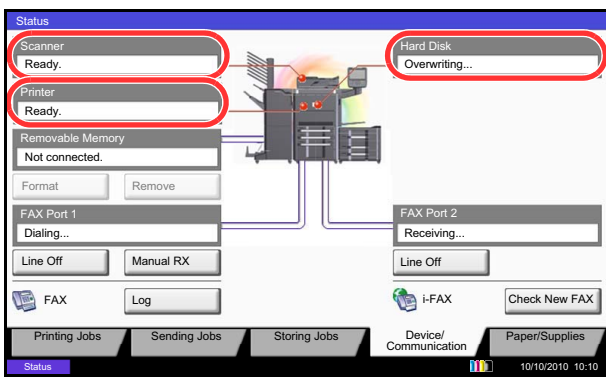 Status
Scanner
Ready.
Hard Disk
Overwriting...
Printer
Ready.
Removable Memory
Not connected.
Format
Remove
FAX Port 1
Dialing...
FAX Port 2
Receiving...
Line Off
Manual RX
Line Off
FAX
Log
i-FAX
Check New FAX
Printing Jobs
Sending Jobs
Storing Jobs
Device/
Communication
Paper/Supplies
Status
10/10/2010 10:10